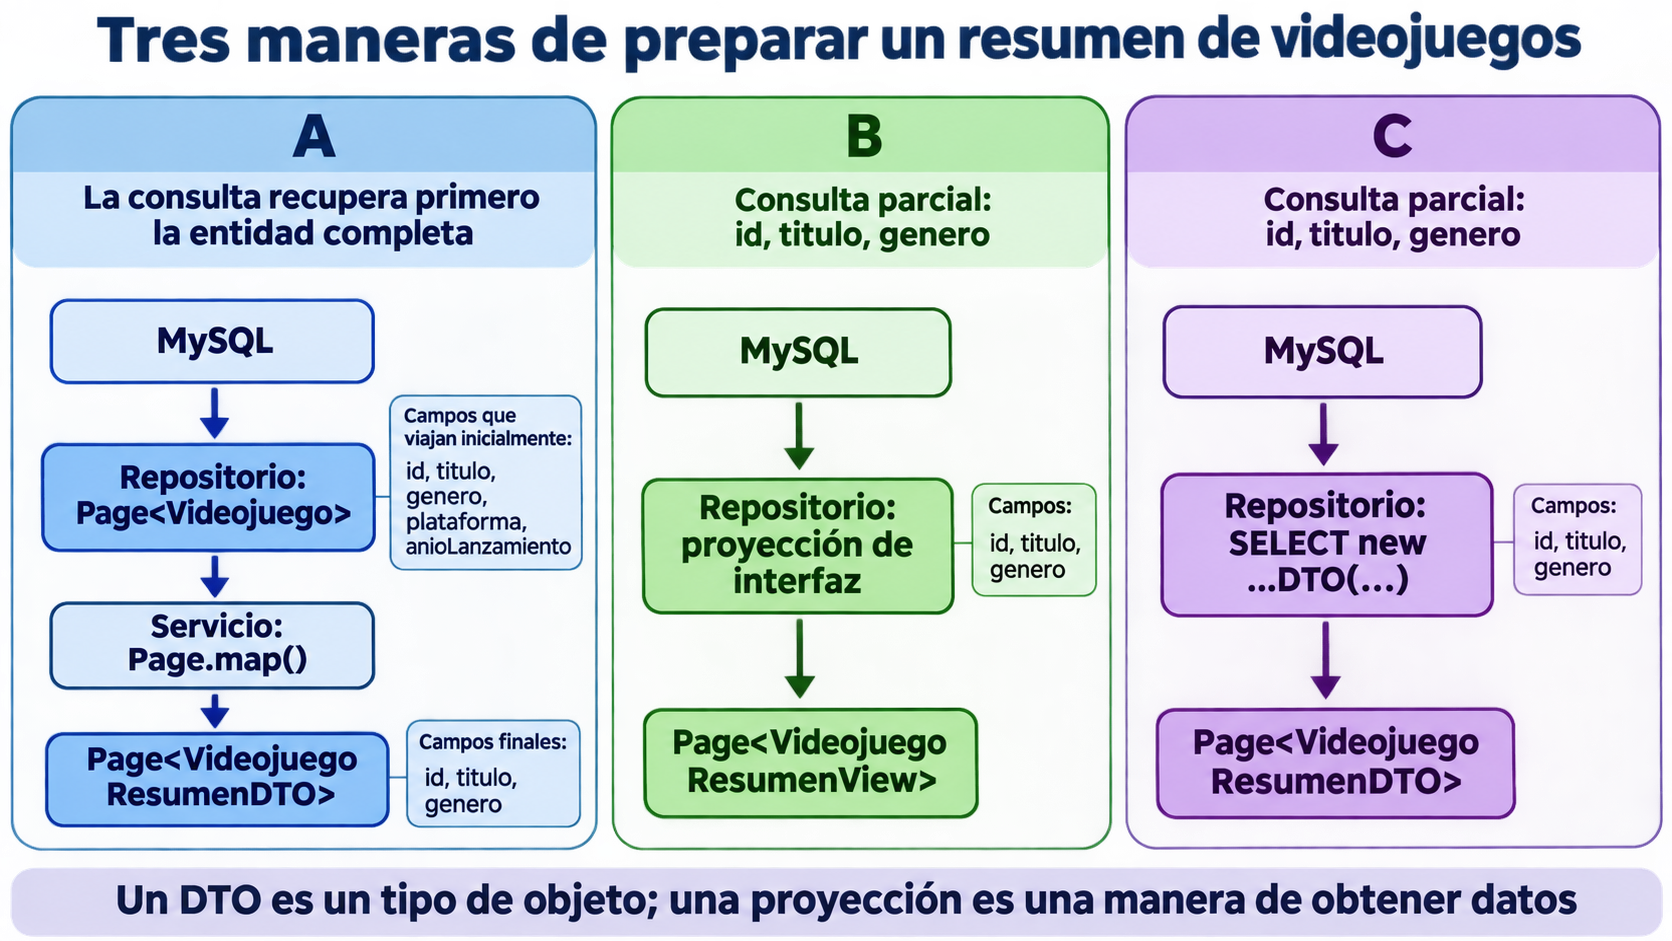 Tres maneras de preparar un resumen de videojuegos
A
La consulta recupera primero
la entidad completa
MySQL
Repositorio:
Page<Videojuego>
Campos que
viajan inicialmente:
id, titulo,
genero,
plataforma,
anioLanzamiento
Servicio:
Page.map()
Page<Videojuego
ResumenDTO>
Campos finales:
id, titulo,
genero
B
Consulta parcial:
id, titulo, genero
MySQL
Repositorio:
proyección de
interfaz
Campos:
id, titulo,
genero
Page<Videojuego
ResumenView>
C
Consulta parcial:
id, titulo, genero
MySQL
Repositorio:
SELECT new
...DTO(...)
Campos:
id, titulo,
genero
Page<Videojuego
ResumenDTO>
Un DTO es un tipo de objeto; una proyección es una manera de obtener datos